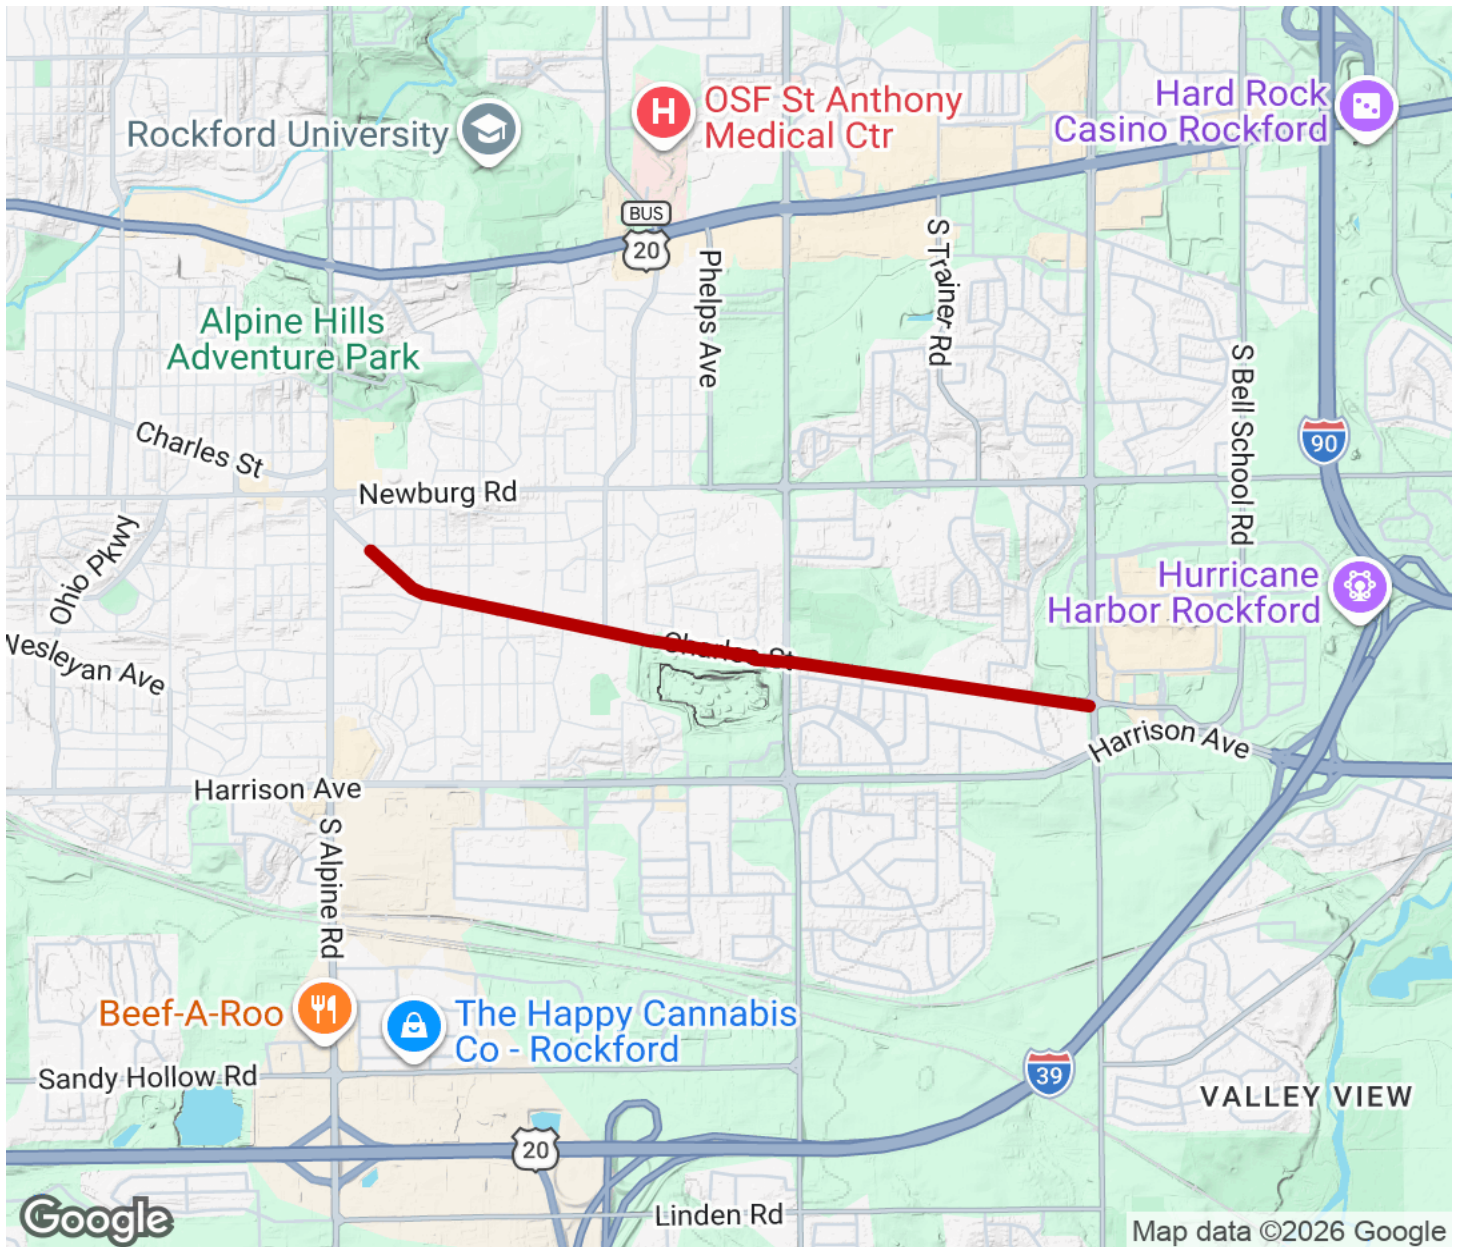 Hard Rock
Casino Rockford
OSF St Anthony
Medical Ctr
Rockford University
BUS
20
S Trainer Rd
Phelps Ave
Alpine Hills
Adventure Park
S Bell School Rd
90
Charles St
Newburg Rd
Ohio Pkwy
Hurricane
Harbor Rockford
Wesleyan Ave
Charles St
Harrison Ave
Harrison Ave
S Alpine Rd
Beef-A-Roo
The Happy Cannabis
Co - Rockford
39
Sandy Hollow Rd
VALLEY VIEW
20
Linden Rd
Google
Map data ©2026 Google